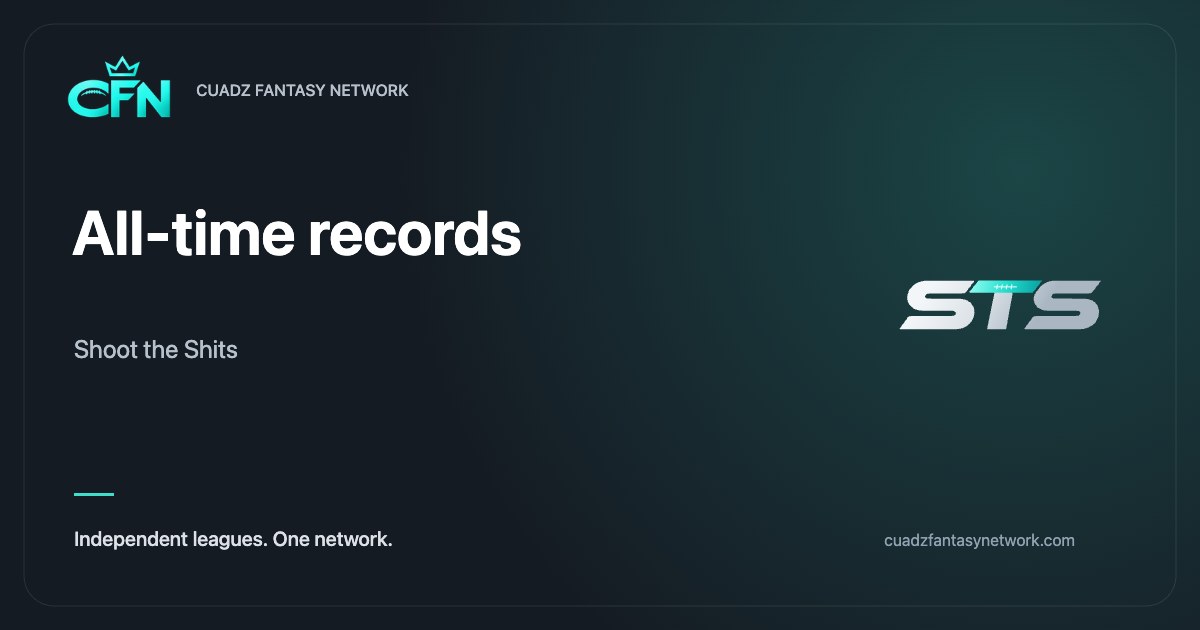 CFN
CUADZ FANTASY NETWORK
All-time records
STS
Shoot the Shits
Independent leagues. One network.
cuadzfantasynetwork.com